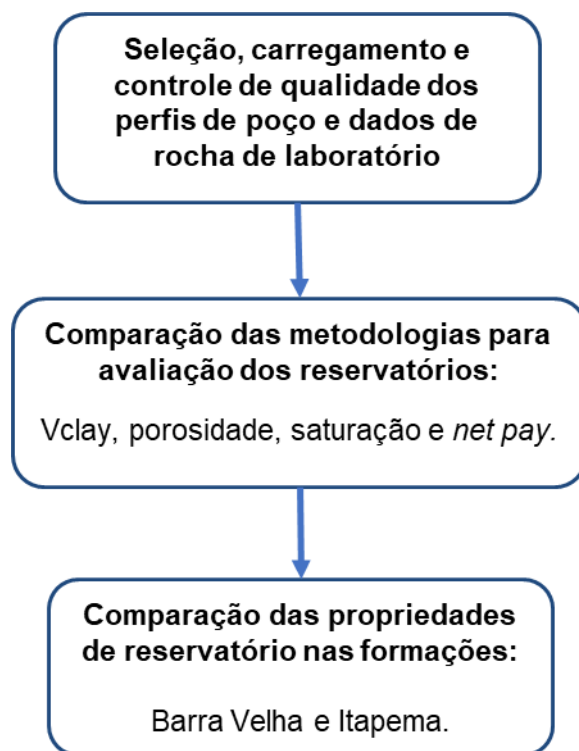 Seleção, carregamento e
controle de qualidade dos
perfis de poço e dados de
rocha de laboratório
Comparação das metodologias para
avaliação dos reservatórios:
Vclay, porosidade, saturação e net pay.
Comparação das propriedades
de reservatório nas formações:
Barra Velha e Itapema.